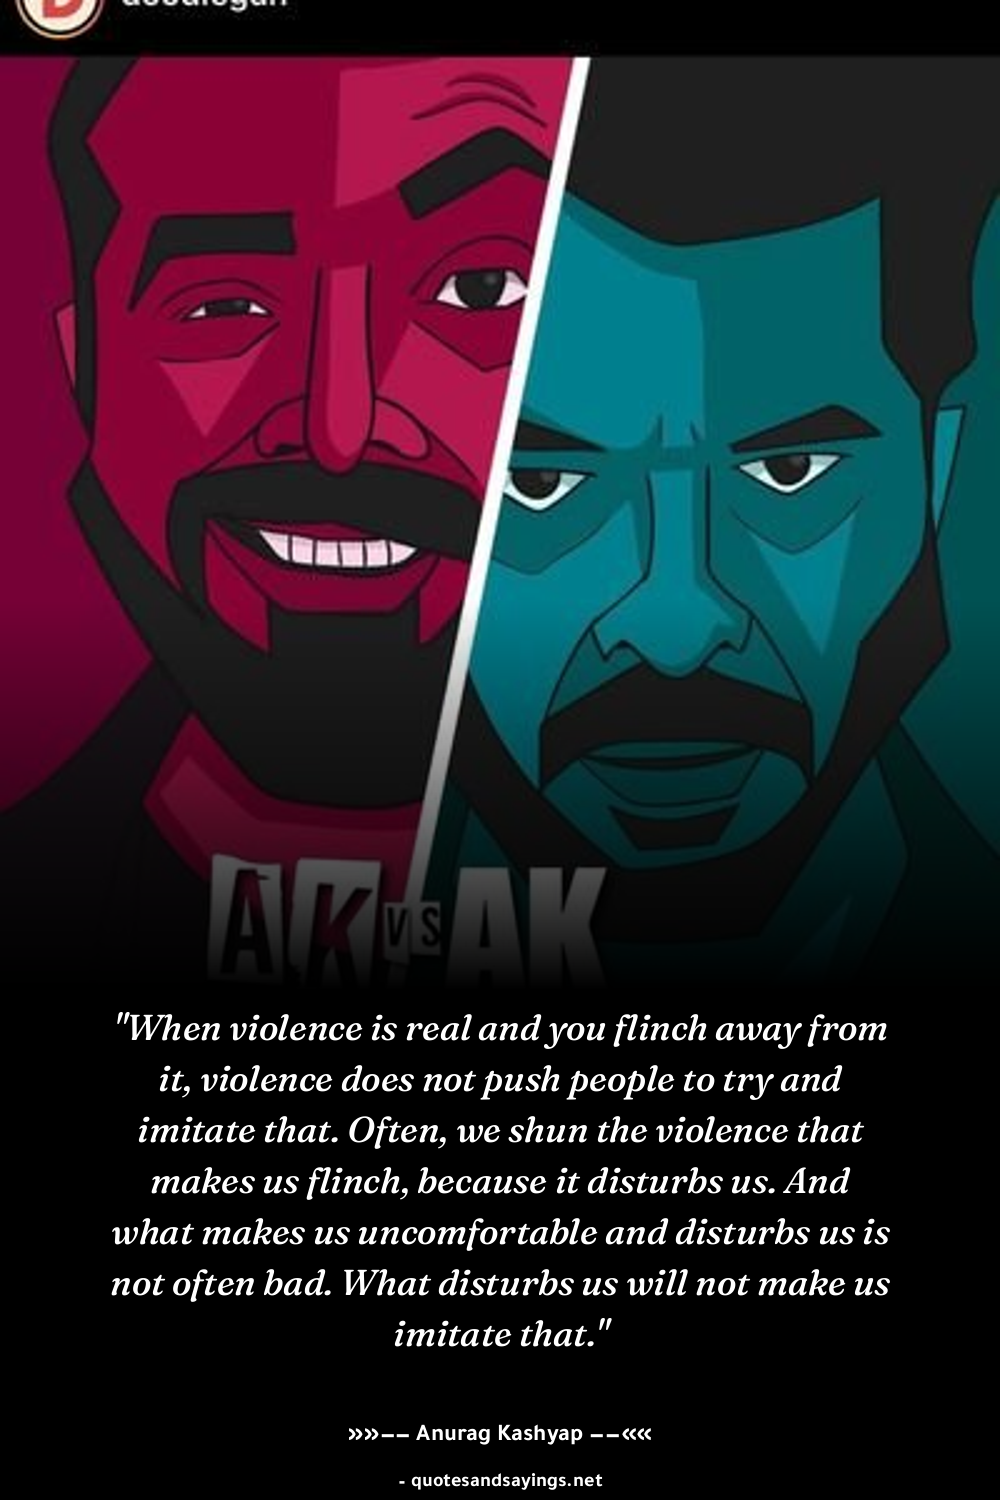 AK vs AK
"When violence is real and you flinch away from
it, violence does not push people to try and
imitate that. Often, we shun the violence that
makes us flinch, because it disturbs us. And
what makes us uncomfortable and disturbs us is
not often bad. What disturbs us will not make us
imitate that."
»»–– Anurag Kashyap ––««
- quotesandsayings.net